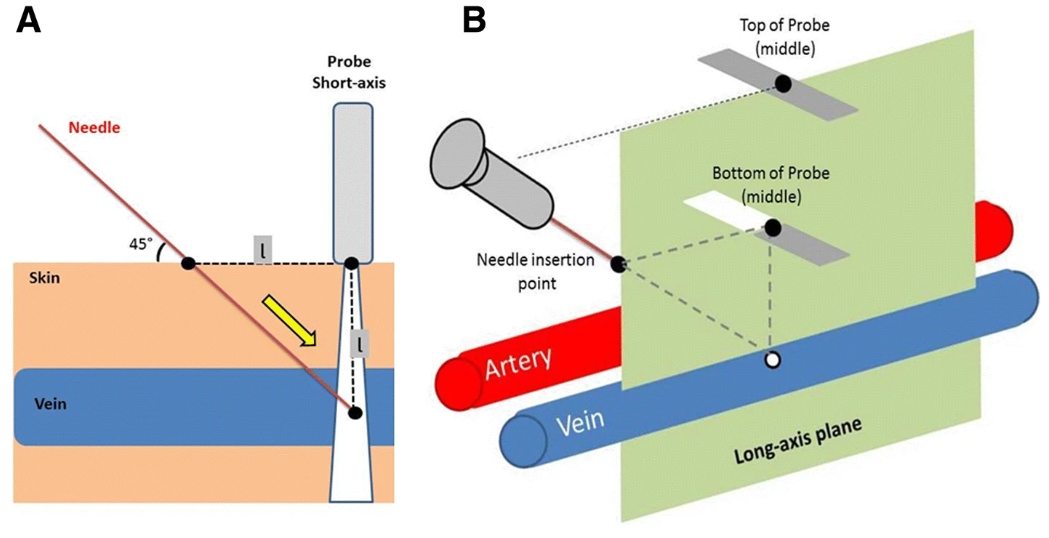 A
Probe
Short-axis
Needle
45°
l
Skin
l
Vein
B
Top of Probe
(middle)
Bottom of Probe
(middle)
Needle insertion
point
Artery
Vein
Long-axis plane